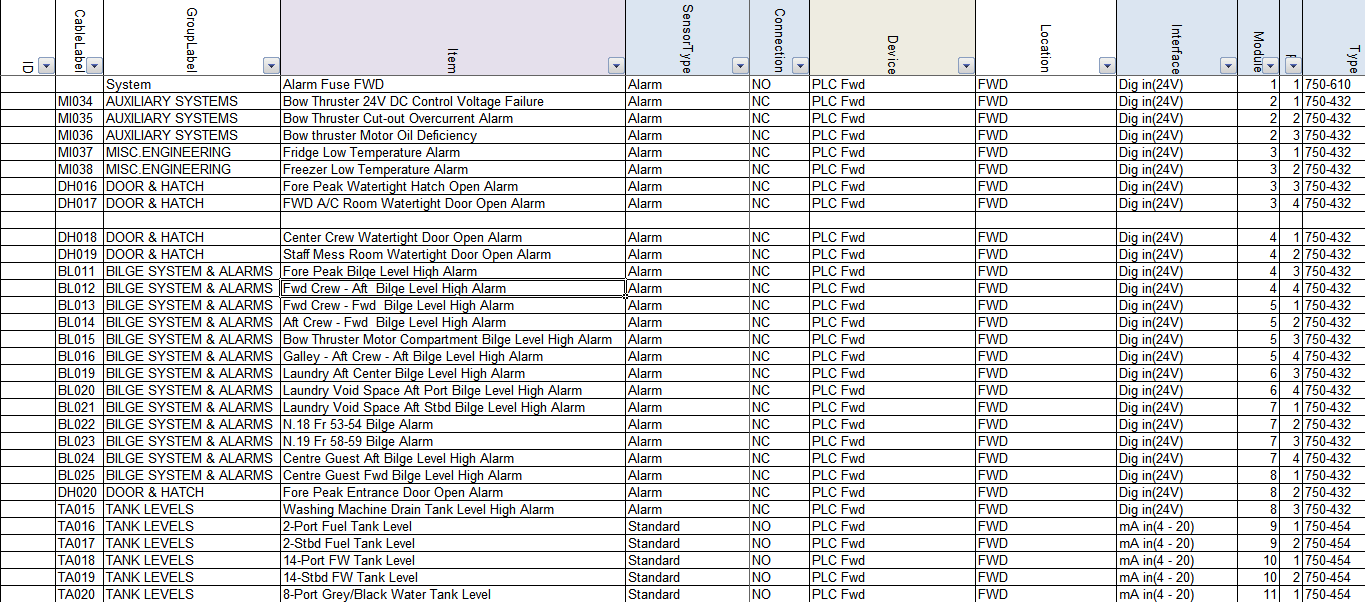 ID CableLabel GroupLabel Item SensorType Connection Device Location Interface Module Type
System Alarm Fuse FWD Alarm NO PLC Fwd FWD Dig in(24V) 1 1 750-610
MI034 AUXILIARY SYSTEMS Bow Thruster 24V DC Control Voltage Failure Alarm NC PLC Fwd FWD Dig in(24V) 2 1 750-432
MI035 AUXILIARY SYSTEMS Bow Thruster Cut-out Overcurrent Alarm Alarm NC PLC Fwd FWD Dig in(24V) 2 2 750-432
MI036 AUXILIARY SYSTEMS Bow thruster Motor Oil Deficiency Alarm NC PLC Fwd FWD Dig in(24V) 2 3 750-432
MI037 MISC.ENGINEERING Fridge Low Temperature Alarm Alarm NC PLC Fwd FWD Dig in(24V) 3 1 750-432
MI038 MISC.ENGINEERING Freezer Low Temperature Alarm Alarm NC PLC Fwd FWD Dig in(24V) 3 2 750-432
DH016 DOOR & HATCH Fore Peak Watertight Hatch Open Alarm Alarm NC PLC Fwd FWD Dig in(24V) 3 3 750-432
DH017 DOOR & HATCH FWD A/C Room Watertight Door Open Alarm Alarm NC PLC Fwd FWD Dig in(24V) 3 4 750-432
DH018 DOOR & HATCH Center Crew Watertight Door Open Alarm Alarm NC PLC Fwd FWD Dig in(24V) 4 1 750-432
DH019 DOOR & HATCH Staff Mess Room Watertight Door Open Alarm Alarm NC PLC Fwd FWD Dig in(24V) 4 2 750-432
BL011 BILGE SYSTEM & ALARMS Fore Peak Bilge Level High Alarm Alarm NC PLC Fwd FWD Dig in(24V) 4 3 750-432
BL012 BILGE SYSTEM & ALARMS Fwd Crew - Aft  Bilge Level High Alarm Alarm NC PLC Fwd FWD Dig in(24V) 4 4 750-432
BL013 BILGE SYSTEM & ALARMS Fwd Crew - Fwd  Bilge Level High Alarm Alarm NC PLC Fwd FWD Dig in(24V) 5 1 750-432
BL014 BILGE SYSTEM & ALARMS Aft Crew - Fwd  Bilge Level High Alarm Alarm NC PLC Fwd FWD Dig in(24V) 5 2 750-432
BL015 BILGE SYSTEM & ALARMS Bow Thruster Motor Compartment Bilge Level High Alarm Alarm NC PLC Fwd FWD Dig in(24V) 5 3 750-432
BL016 BILGE SYSTEM & ALARMS Galley - Aft Crew - Aft Bilge Level High Alarm Alarm NC PLC Fwd FWD Dig in(24V) 5 4 750-432
BL019 BILGE SYSTEM & ALARMS Laundry Aft Center Bilge Level High Alarm Alarm NC PLC Fwd FWD Dig in(24V) 6 3 750-432
BL020 BILGE SYSTEM & ALARMS Laundry Void Space Aft Port Bilge Level High Alarm Alarm NC PLC Fwd FWD Dig in(24V) 6 4 750-432
BL021 BILGE SYSTEM & ALARMS Laundry Void Space Aft Stbd Bilge Level High Alarm Alarm NC PLC Fwd FWD Dig in(24V) 7 1 750-432
BL022 BILGE SYSTEM & ALARMS N.18 Fr 53-54 Bilge Alarm Alarm NC PLC Fwd FWD Dig in(24V) 7 2 750-432
BL023 BILGE SYSTEM & ALARMS N.19 Fr 58-59 Bilge Alarm Alarm NC PLC Fwd FWD Dig in(24V) 7 3 750-432
BL024 BILGE SYSTEM & ALARMS Centre Guest Aft Bilge Level High Alarm Alarm NC PLC Fwd FWD Dig in(24V) 7 4 750-432
BL025 BILGE SYSTEM & ALARMS Centre Guest Fwd Bilge Level High Alarm Alarm NC PLC Fwd FWD Dig in(24V) 8 1 750-432
DH020 DOOR & HATCH Fore Peak Entrance Door Open Alarm Alarm NC PLC Fwd FWD Dig in(24V) 8 2 750-432
TA015 TANK LEVELS Washing Machine Drain Tank Level High Alarm Alarm NC PLC Fwd FWD Dig in(24V) 8 3 750-432
TA016 TANK LEVELS 2-Port Fuel Tank Level Standard NO PLC Fwd FWD mA in(4 - 20) 9 1 750-454
TA017 TANK LEVELS 2-Stbd Fuel Tank Level Standard NO PLC Fwd FWD mA in(4 - 20) 9 2 750-454
TA018 TANK LEVELS 14-Port FW Tank Level Standard NO PLC Fwd FWD mA in(4 - 20) 10 1 750-454
TA019 TANK LEVELS 14-Stbd FW Tank Level Standard NO PLC Fwd FWD mA in(4 - 20) 10 2 750-454
TA020 TANK LEVELS 8-Port Grey/Black Water Tank Level Standard NO PLC Fwd FWD mA in(4 - 20) 11 1 750-454